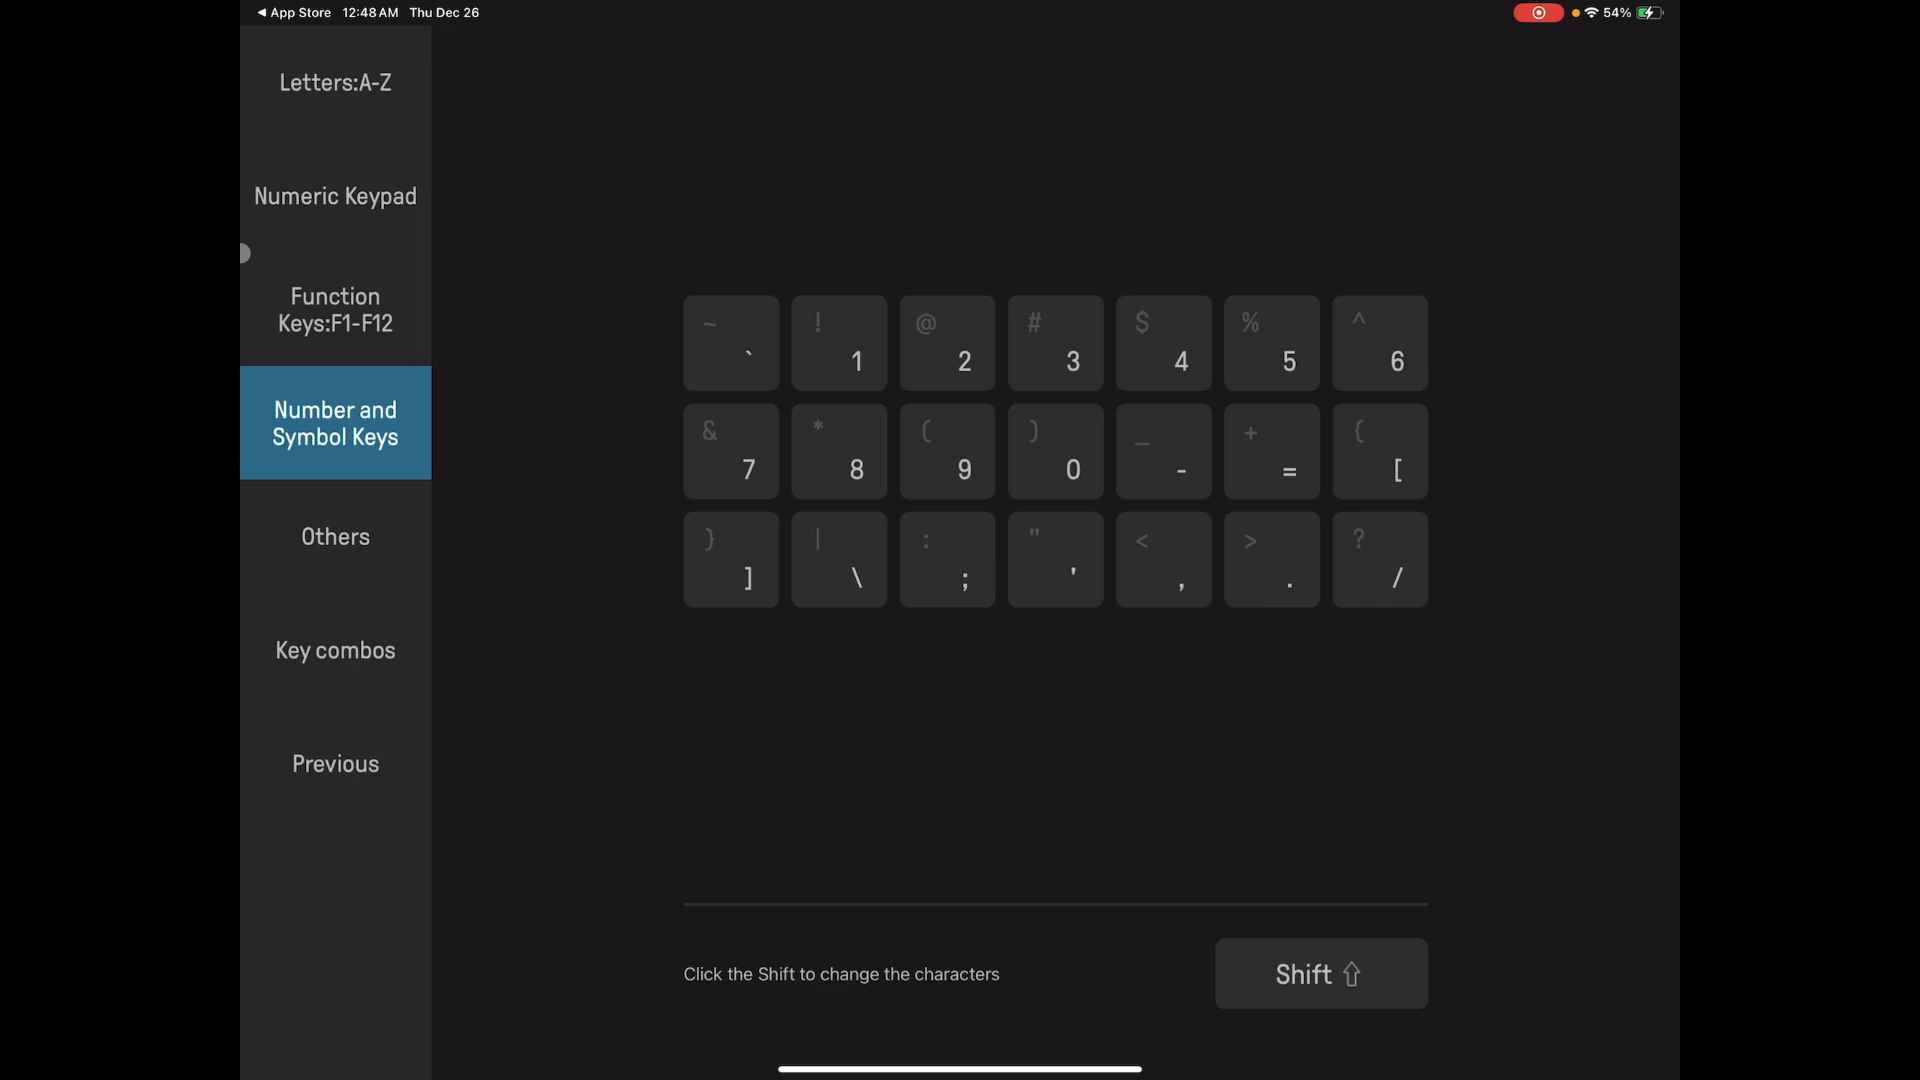 ◀ App Store 12:48 AM Thu Dec 26
54%
Letters:A-Z
Numeric Keypad
Function
Keys:F1-F12
Number and
Symbol Keys
Others
Key combos
Previous
~ ! @ # $ % ^
` 1 2 3 4 5 6
& * ( ) _ + {
7 8 9 0 - = [
} | : " < > ?
] \ ; ' , . /
Click the Shift to change the characters
Shift ⇧